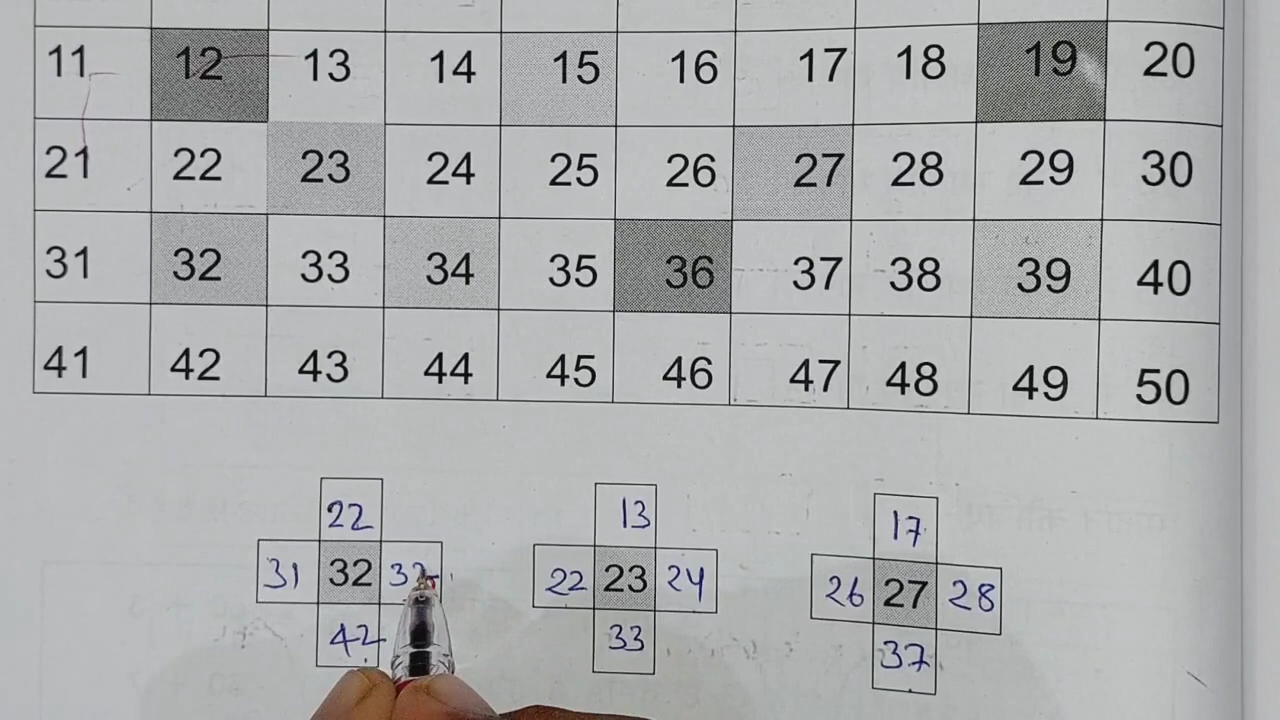 11 12 13 14 15 16 17 18 19 20
21 22 23 24 25 26 27 28 29 30
31 32 33 34 35 36 37 38 39 40
41 42 43 44 45 46 47 48 49 50
22 13 17
31 32 22 23 24 26 27 28
42 33 37